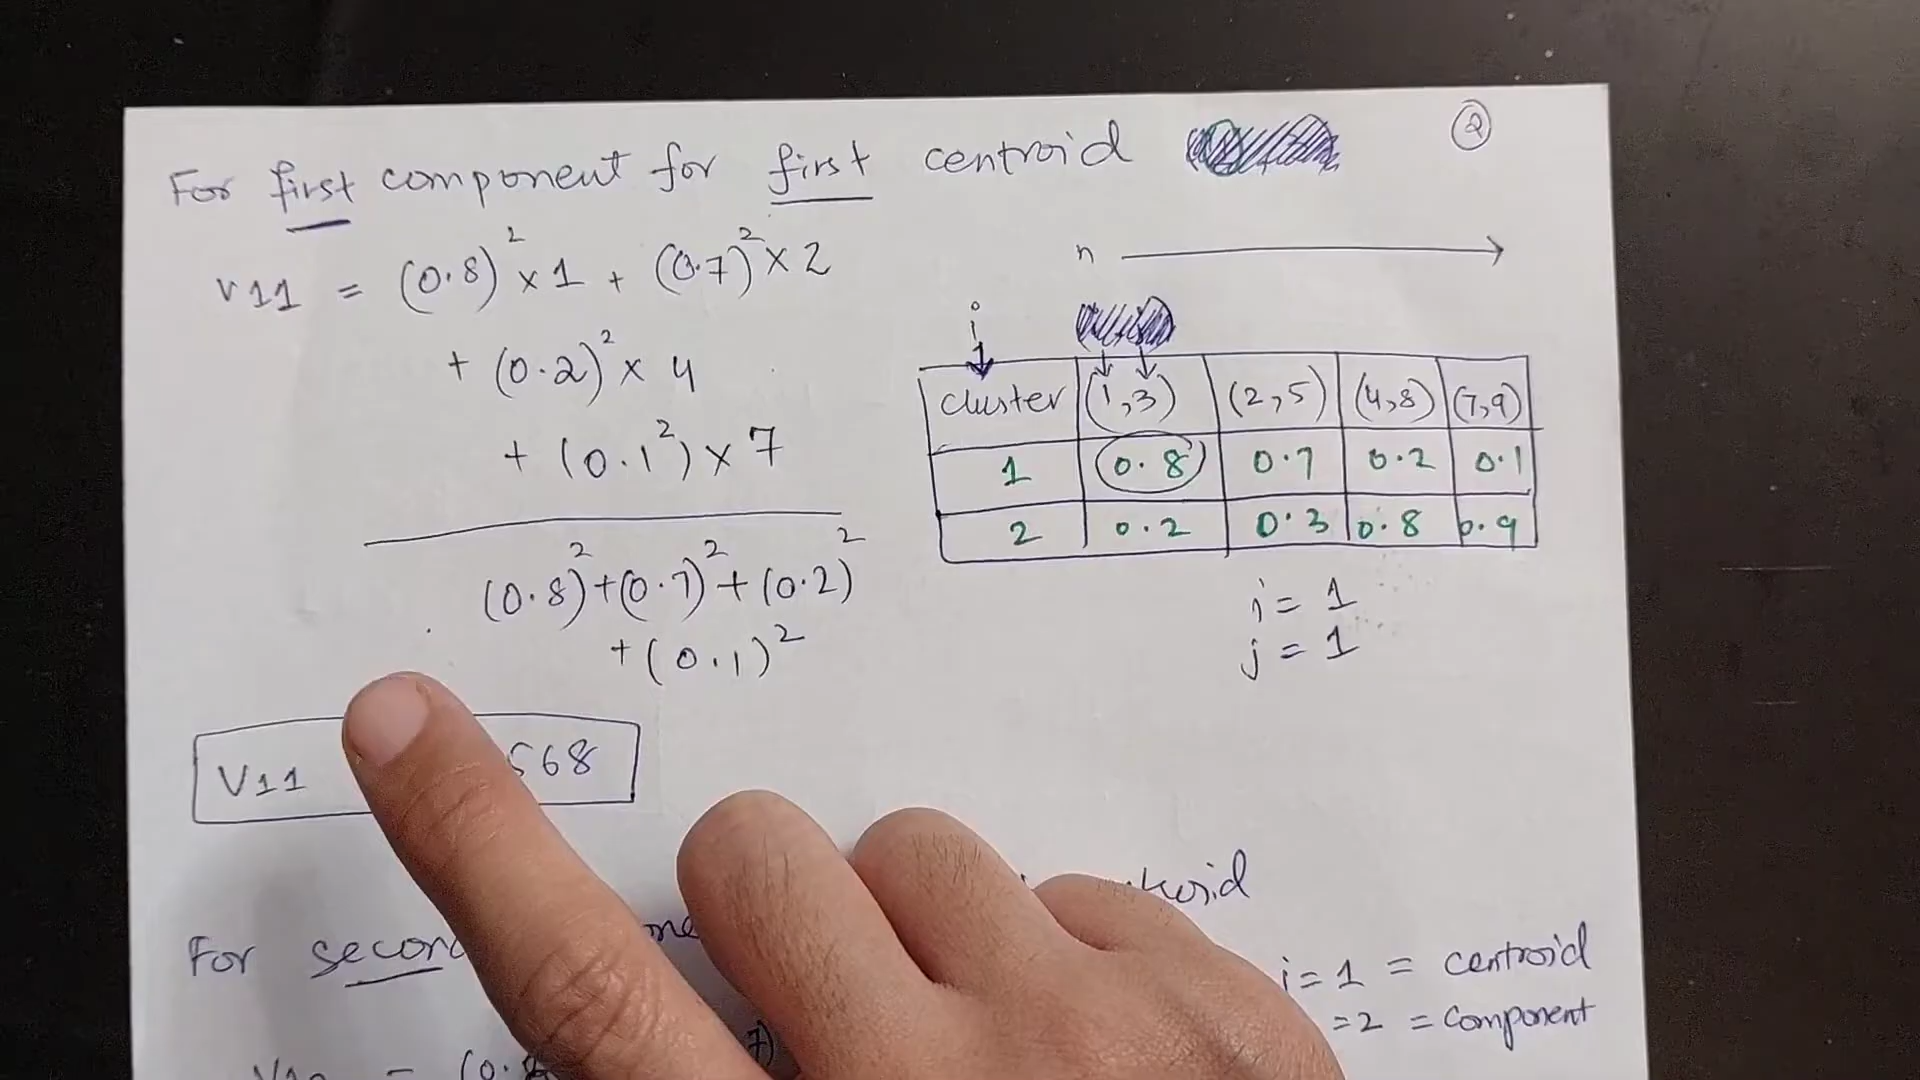 For first component for first centroid
2
v11 = (0.8)² × 1 + (0.7)² × 2
+ (0.2)² × 4
+ (0.1²) × 7
(0.8)² + (0.7)² + (0.2)²
+ (0.1)²
V11 568
n
i
cluster (1,3) (2,5) (4,8) (7,9)
1 0.8 0.7 0.2 0.1
2 0.2 0.3 0.8 0.9
i = 1
j = 1
For
i = 1 = centroid
=2 = component